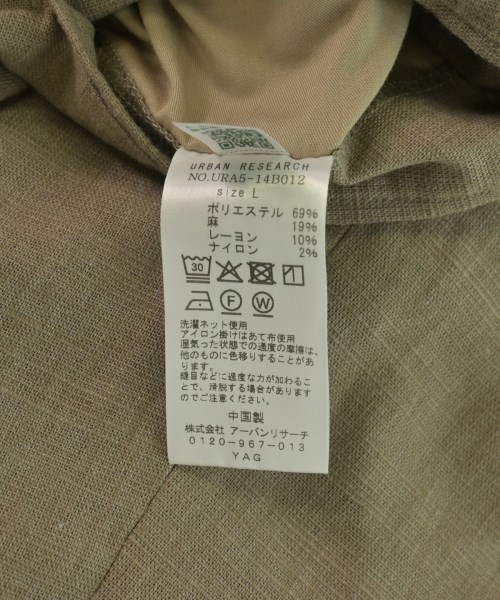 URBAN RESEARCH
NO.URA5-14B012
size L
ポリエステル 69%
麻 19%
レーヨン 10%
ナイロン 2%
30
F W
洗濯ネット使用
アイロン掛けはあて布使用
湿気った状態での過度の摩擦は、
他のものに色移りすることがあ
ります。
縫目などに過度な力が加わるこ
とで、滑脱する場合があります
のでご注意ください。
中国製
株式会社 アーバンリサーチ
0120-967-013
YAG